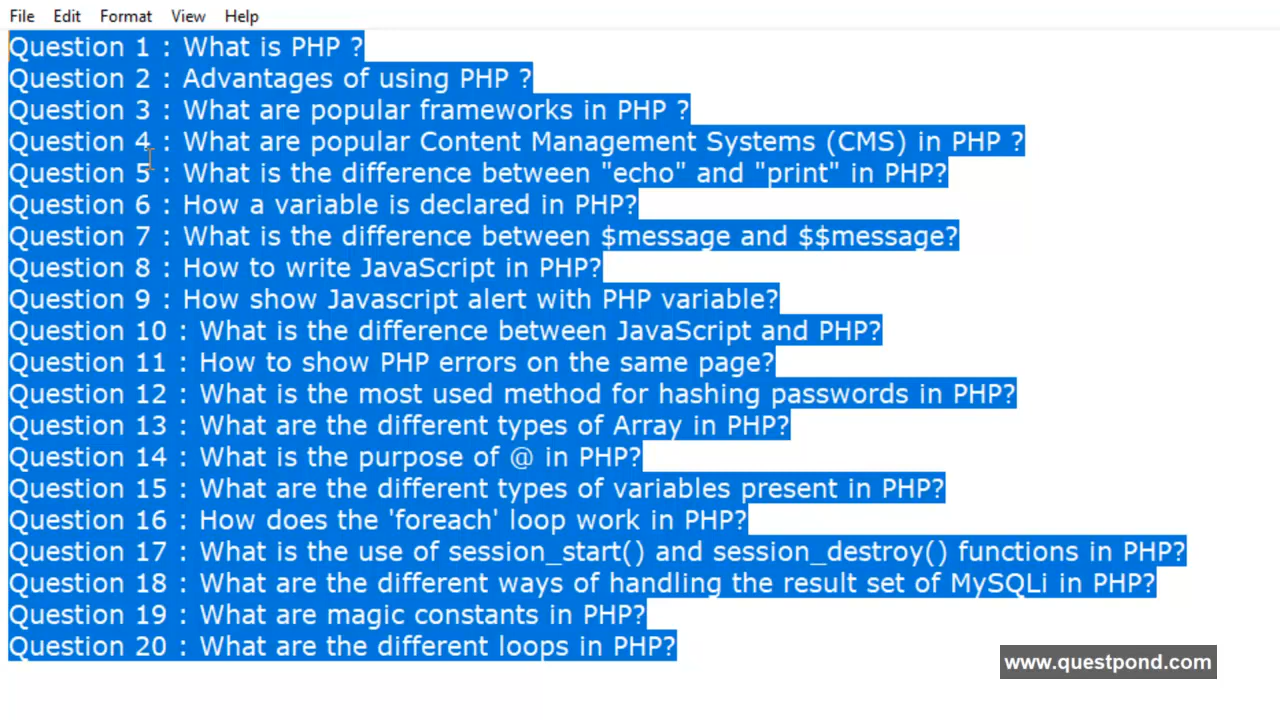 File Edit Format View Help
Question 1 : What is PHP ?
Question 2 : Advantages of using PHP ?
Question 3 : What are popular frameworks in PHP ?
Question 4 : What are popular Content Management Systems (CMS) in PHP ?
Question 5 : What is the difference between "echo" and "print" in PHP?
Question 6 : How a variable is declared in PHP?
Question 7 : What is the difference between $message and $$message?
Question 8 : How to write JavaScript in PHP?
Question 9 : How show Javascript alert with PHP variable?
Question 10 : What is the difference between JavaScript and PHP?
Question 11 : How to show PHP errors on the same page?
Question 12 : What is the most used method for hashing passwords in PHP?
Question 13 : What are the different types of Array in PHP?
Question 14 : What is the purpose of @ in PHP?
Question 15 : What are the different types of variables present in PHP?
Question 16 : How does the 'foreach' loop work in PHP?
Question 17 : What is the use of session_start() and session_destroy() functions in PHP?
Question 18 : What are the different ways of handling the result set of MySQLi in PHP?
Question 19 : What are magic constants in PHP?
Question 20 : What are the different loops in PHP?
www.questpond.com